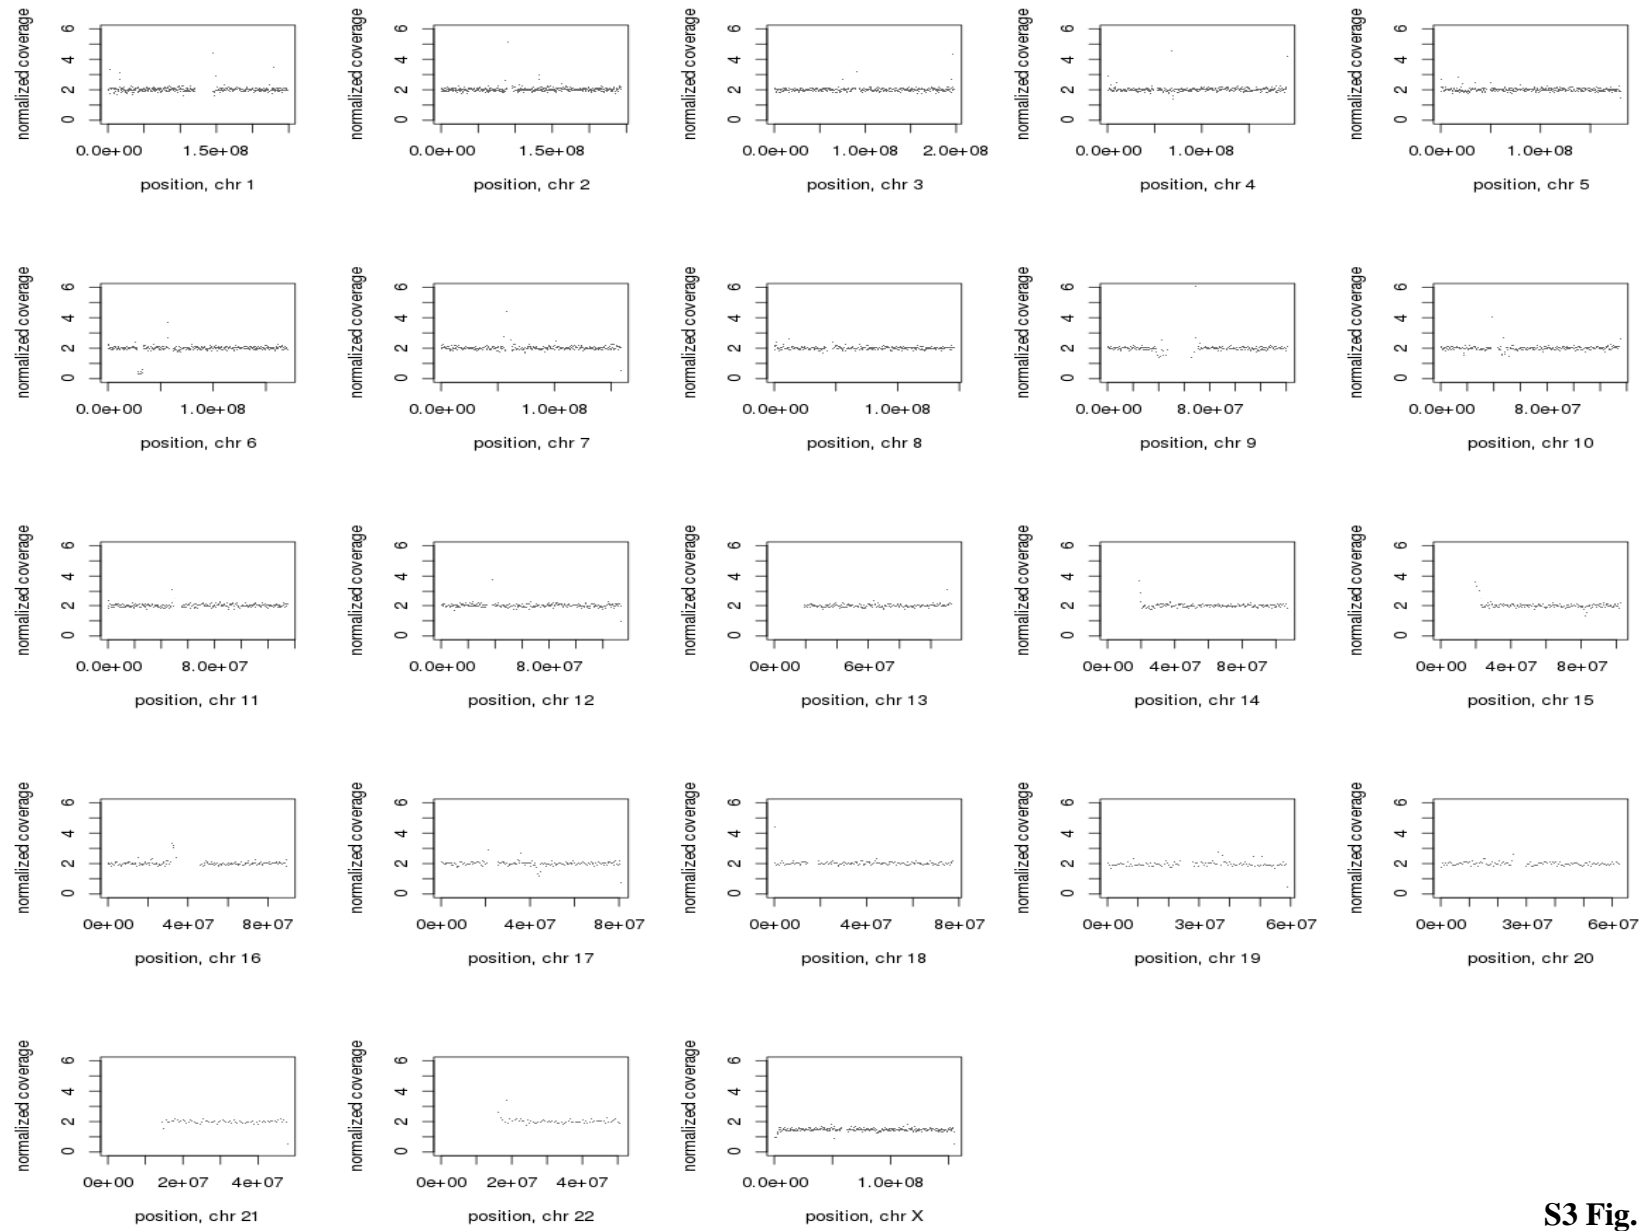 normalized coverage
0 2 4 6
0.0e+00 1.5e+08
position, chr 1
normalized coverage
0 2 4 6
0.0e+00 1.5e+08
position, chr 2
normalized coverage
0 2 4 6
0.0e+00 1.0e+08 2.0e+08
position, chr 3
normalized coverage
0 2 4 6
0.0e+00 1.0e+08
position, chr 4
normalized coverage
0 2 4 6
0.0e+00 1.0e+08
position, chr 5
normalized coverage
0 2 4 6
0.0e+00 1.0e+08
position, chr 6
normalized coverage
0 2 4 6
0.0e+00 1.0e+08
position, chr 7
normalized coverage
0 2 4 6
0.0e+00 1.0e+08
position, chr 8
normalized coverage
0 2 4 6
0.0e+00 8.0e+07
position, chr 9
normalized coverage
0 2 4 6
0.0e+00 8.0e+07
position, chr 10
normalized coverage
0 2 4 6
0.0e+00 8.0e+07
position, chr 11
normalized coverage
0 2 4 6
0.0e+00 8.0e+07
position, chr 12
normalized coverage
0 2 4 6
0e+00 6e+07
position, chr 13
normalized coverage
0 2 4 6
0e+00 4e+07 8e+07
position, chr 14
normalized coverage
0 2 4 6
0e+00 4e+07 8e+07
position, chr 15
normalized coverage
0 2 4 6
0e+00 4e+07 8e+07
position, chr 16
normalized coverage
0 2 4 6
0e+00 4e+07 8e+07
position, chr 17
normalized coverage
0 2 4 6
0e+00 4e+07 8e+07
position, chr 18
normalized coverage
0 2 4 6
0e+00 3e+07 6e+07
position, chr 19
normalized coverage
0 2 4 6
0e+00 3e+07 6e+07
position, chr 20
normalized coverage
0 2 4 6
0e+00 2e+07 4e+07
position, chr 21
normalized coverage
0 2 4 6
0e+00 2e+07 4e+07
position, chr 22
normalized coverage
0 2 4 6
0.0e+00 1.0e+08
position, chr X
S3 Fig.